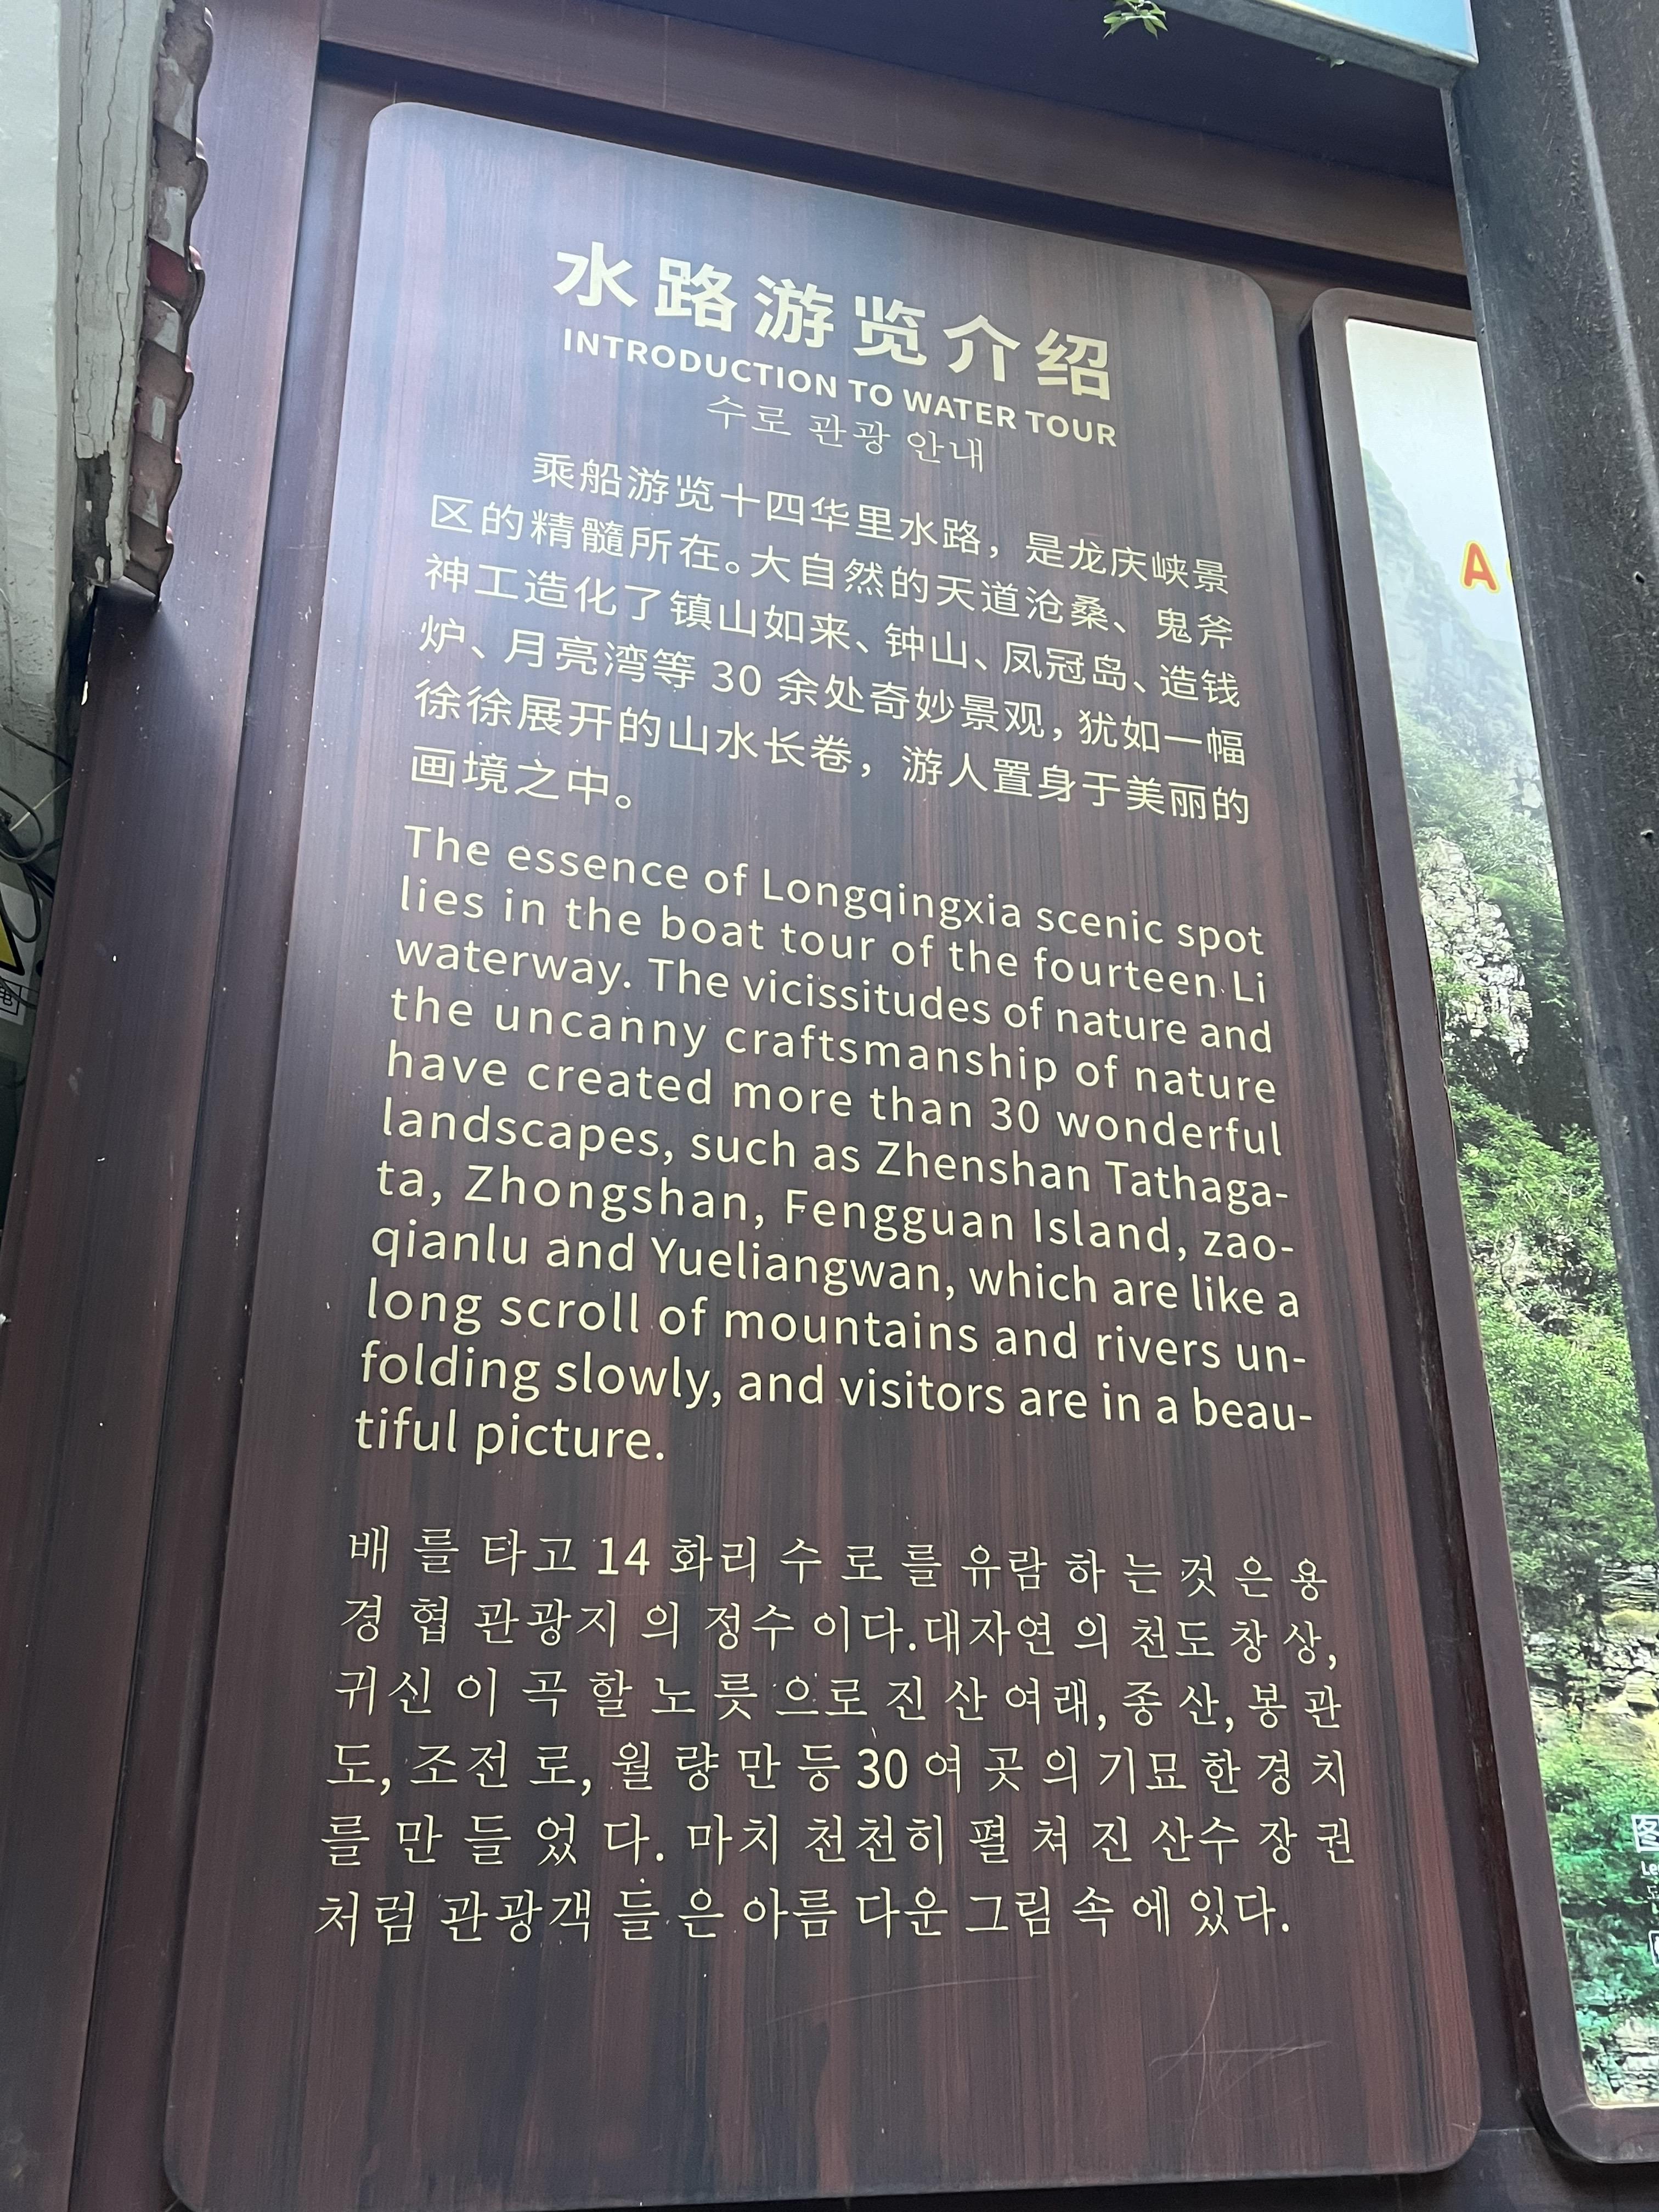 水路游览介绍
INTRODUCTION TO WATER TOUR
수로 관광 안내
乘船游览十四华里水路，是龙庆峡景
区的精髓所在。大自然的天道沧桑、鬼斧
神工造化了镇山如来、钟山、凤冠岛、造钱
炉、月亮湾等 30 余处奇妙景观，犹如一幅
徐徐展开的山水长卷，游人置身于美丽的
画境之中。
The essence of Longqingxia scenic spot
lies in the boat tour of the fourteen Li
waterway. The vicissitudes of nature and
the uncanny craftsmanship of nature
have created more than 30 wonderful
landscapes, such as Zhenshan Tathaga-
ta, Zhongshan, Fengguan Island, zao-
qianlu and Yueliangwan, which are like a
long scroll of mountains and rivers un-
folding slowly, and visitors are in a beau-
tiful picture.
배 를 타고 14 화리 수 로 를 유람 하 는 것 은 용
경 협 관광지 의 정수 이다.대자연 의 천도 창 상,
귀신 이 곡 할 노 릇 으로 진 산 여래, 종 산, 봉 관
도, 조전 로, 월 량 만 등 30 여 곳 의 기묘 한 경 치
를 만 들 었 다. 마치 천천히 펼 쳐 진 산수 장 권
처럼 관광객 들 은 아름 다운 그림 속 에 있다.
A